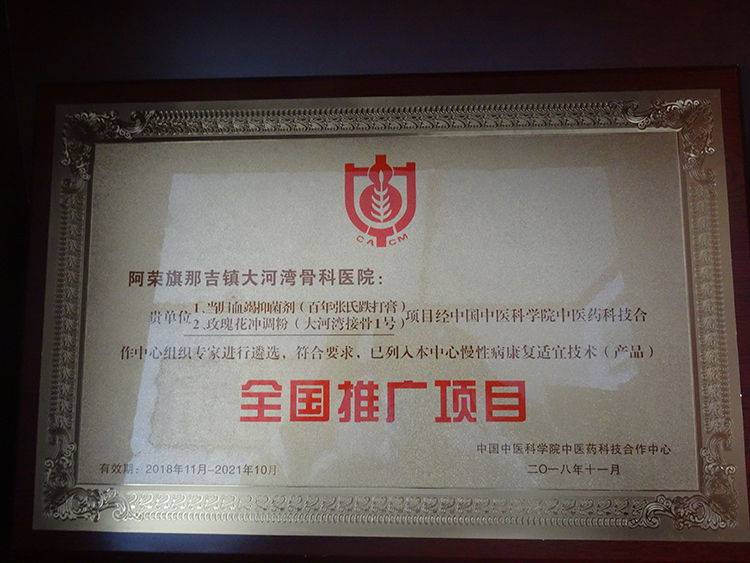 CACM
阿荣旗那吉镇大河湾骨科医院：
贵单位 1.当归血竭抑菌剂（百年张氏跌打膏）
2.玫瑰花冲调粉（大河湾接骨1号） 项目经中国中医科学院中医药科技合
作中心组织专家进行遴选，符合要求，已列入本中心慢性病康复适宜技术（产品）
全国推广项目
中国中医科学院中医药科技合作中心
有效期：2018年11月-2021年10月
二〇一八年十一月